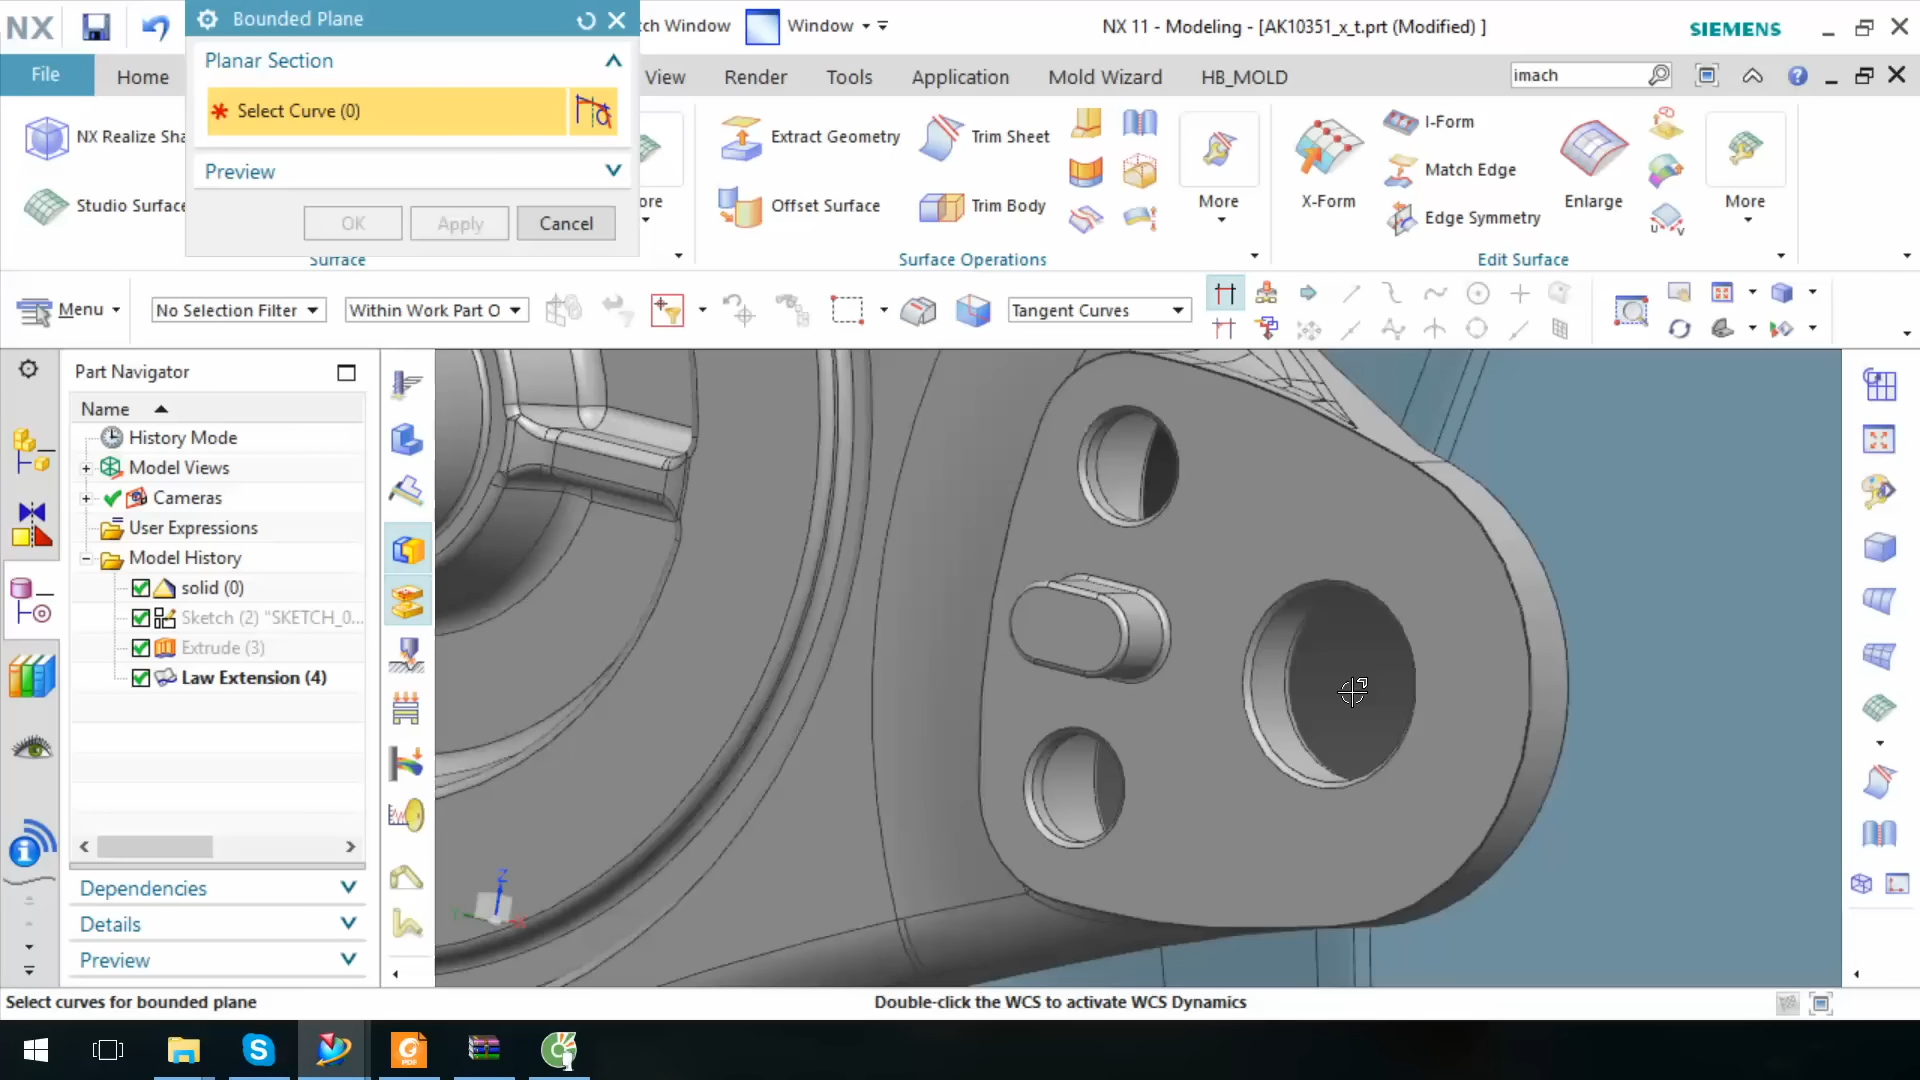 NX
Bounded Plane
tch Window
Window
NX 11 - Modeling - [AK10351_x_t.prt (Modified) ]
SIEMENS
File
Home
View
Render
Tools
Application
Mold Wizard
HB_MOLD
imach
Planar Section
Select Curve (0)
Preview
OK
Apply
Cancel
NX Realize Sha
Studio Surface
ore
Surface
Extract Geometry
Trim Sheet
Offset Surface
Trim Body
More
Surface Operations
X-Form
I-Form
Match Edge
Edge Symmetry
Enlarge
More
Edit Surface
Menu
No Selection Filter
Within Work Part O
Tangent Curves
Part Navigator
Name
History Mode
Model Views
Cameras
User Expressions
Model History
solid (0)
Sketch (2) "SKETCH_0...
Extrude (3)
Law Extension (4)
Dependencies
Details
Preview
Z
Y
X
Select curves for bounded plane
Double-click the WCS to activate WCS Dynamics
PDF